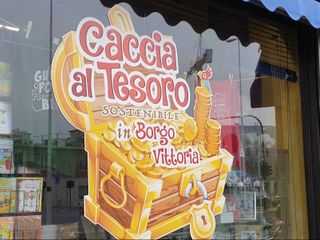 Caccia
al Tesoro
SOSTENIBILE
in Borgo
Vittoria